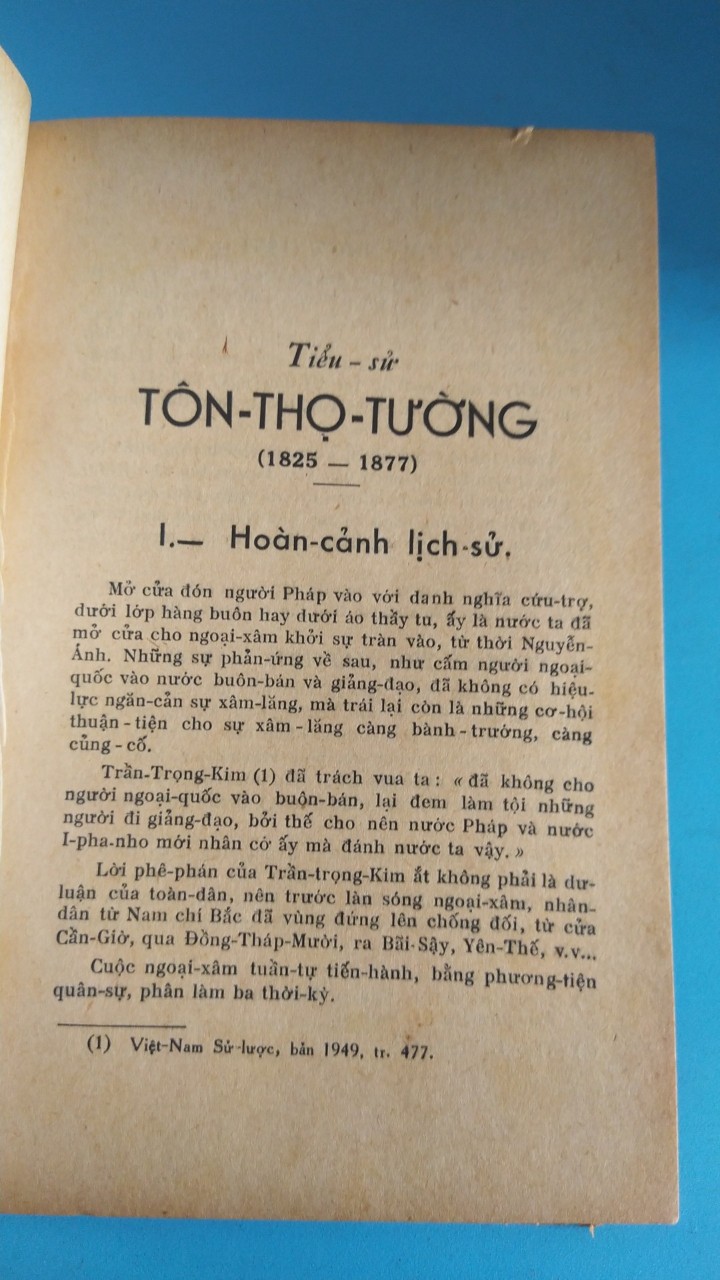 Tiểu - sử
TÔN-THỌ-TƯỜNG
(1825 — 1877)
I.— Hoàn-cảnh lịch-sử.
Mở cửa đón người Pháp vào với danh nghĩa cứu-trợ,
dưới lớp hàng buôn hay dưới áo thầy tu, ấy là nước ta đã
mở cửa cho ngoại-xâm khởi sự tràn vào, từ thời Nguyễn-
Ánh. Những sự phản-ứng về sau, như cấm người ngoại-
quốc vào nước buôn-bán và giảng-đạo, đã không có hiệu-
lực ngăn-cản sự xâm-lăng, mà trái lại còn là những cơ-hội
thuận-tiện cho sự xâm-lăng càng bành-trướng, càng
củng-cố.
Trần-Trọng-Kim (1) đã trách vua ta : « đã không cho
người ngoại-quốc vào buộn-bán, lại đem làm tội những
người đi giảng-đạo, bởi thế cho nên nước Pháp và nước
I-pha-nho mới nhân cớ ấy mà đánh nước ta vậy. »
Lời phê-phán của Trần-trọng-Kim ắt không phải là dư-
luận của toàn-dân, nên trước làn sóng ngoại-xâm, nhân-
dân từ Nam chí Bắc đã vùng đứng lên chống đối, từ cửa
Cần-Giờ, qua Đồng-Tháp-Mười, ra Bãi-Sậy, Yên-Thế, v.v...
Cuộc ngoại-xâm tuần-tự tiến-hành, bằng phương-tiện
quân-sự, phân làm ba thời-kỳ.
(1) Việt-Nam Sử-lược, bản 1949, tr. 477.